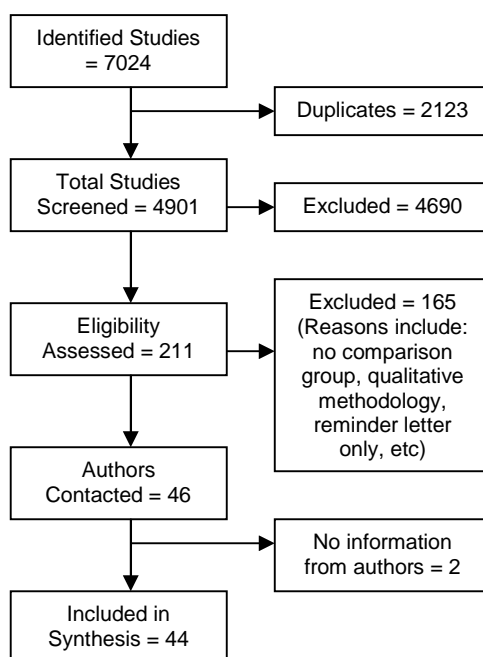 Identified Studies
= 7024
Duplicates = 2123
Total Studies
Screened = 4901
Excluded = 4690
Eligibility
Assessed = 211
Excluded = 165
(Reasons include:
no comparison
group, qualitative
methodology,
reminder letter
only, etc)
Authors
Contacted = 46
No information
from authors = 2
Included in
Synthesis = 44